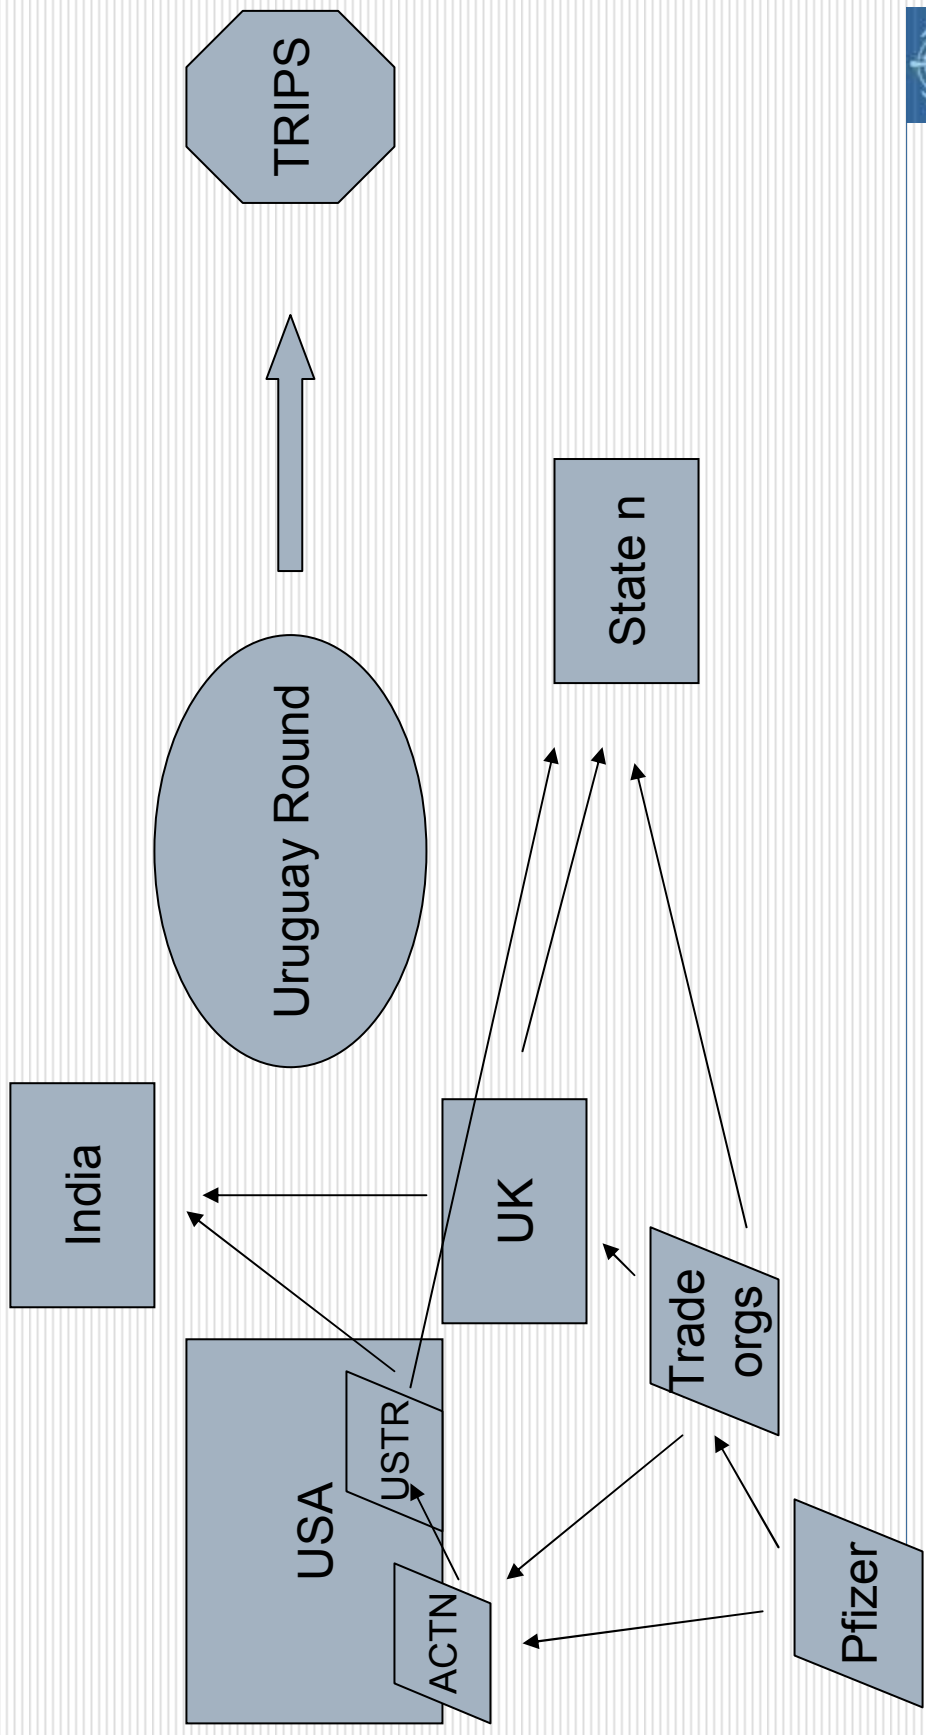 India
USA
USTR
ACTN
Uruguay Round
TRIPS
UK
State n
Trade
orgs
Pfizer